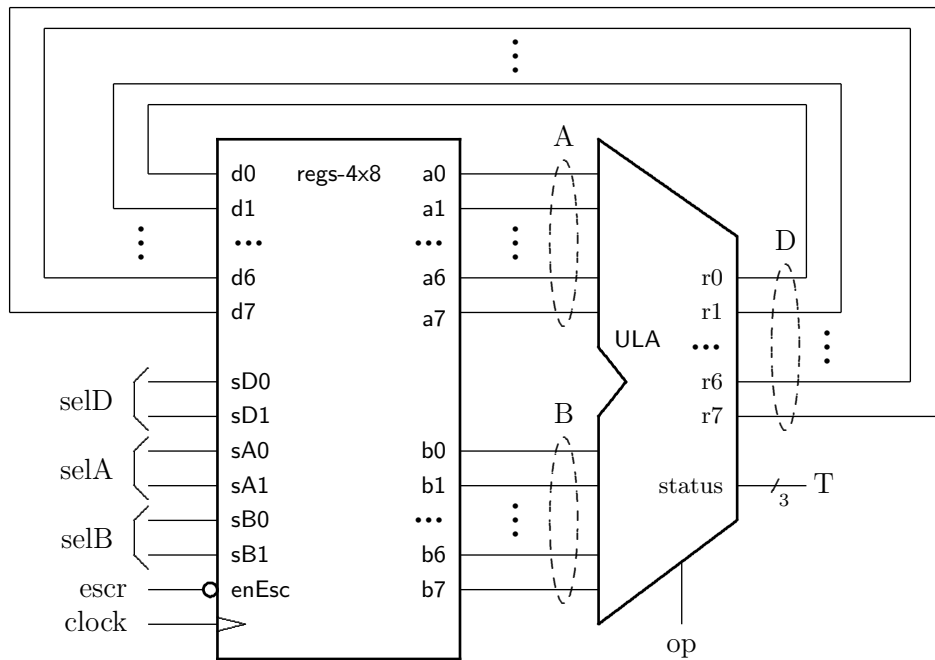 A
d0 regs-4x8 a0
d1 a1
... ...
D
d6 a6 r0
d7 a7 r1
ULA
...
selD sD0 r6
sD1 B r7
selA sA0 b0
sA1 b1 status 3 T
selB sB0 ...
sB1 b6
escr enEsc b7
clock
op